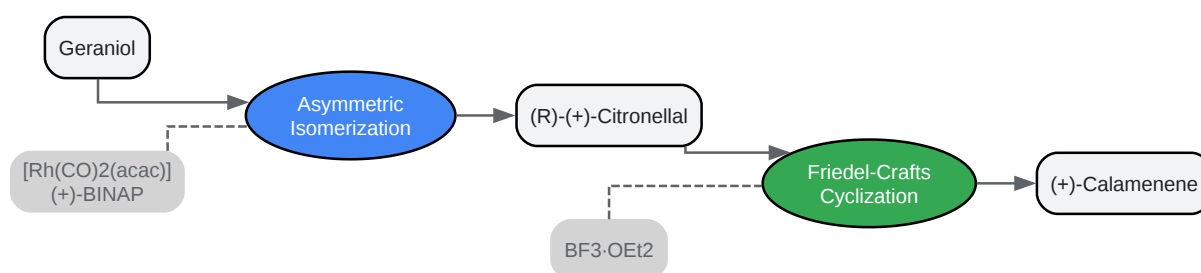 Geraniol
Asymmetric
Isomerization
[Rh(CO)2(acac)]
(+)-BINAP
(R)-(+)-Citronellal
Friedel-Crafts
Cyclization
BF3·OEt2
(+)-Calamenene